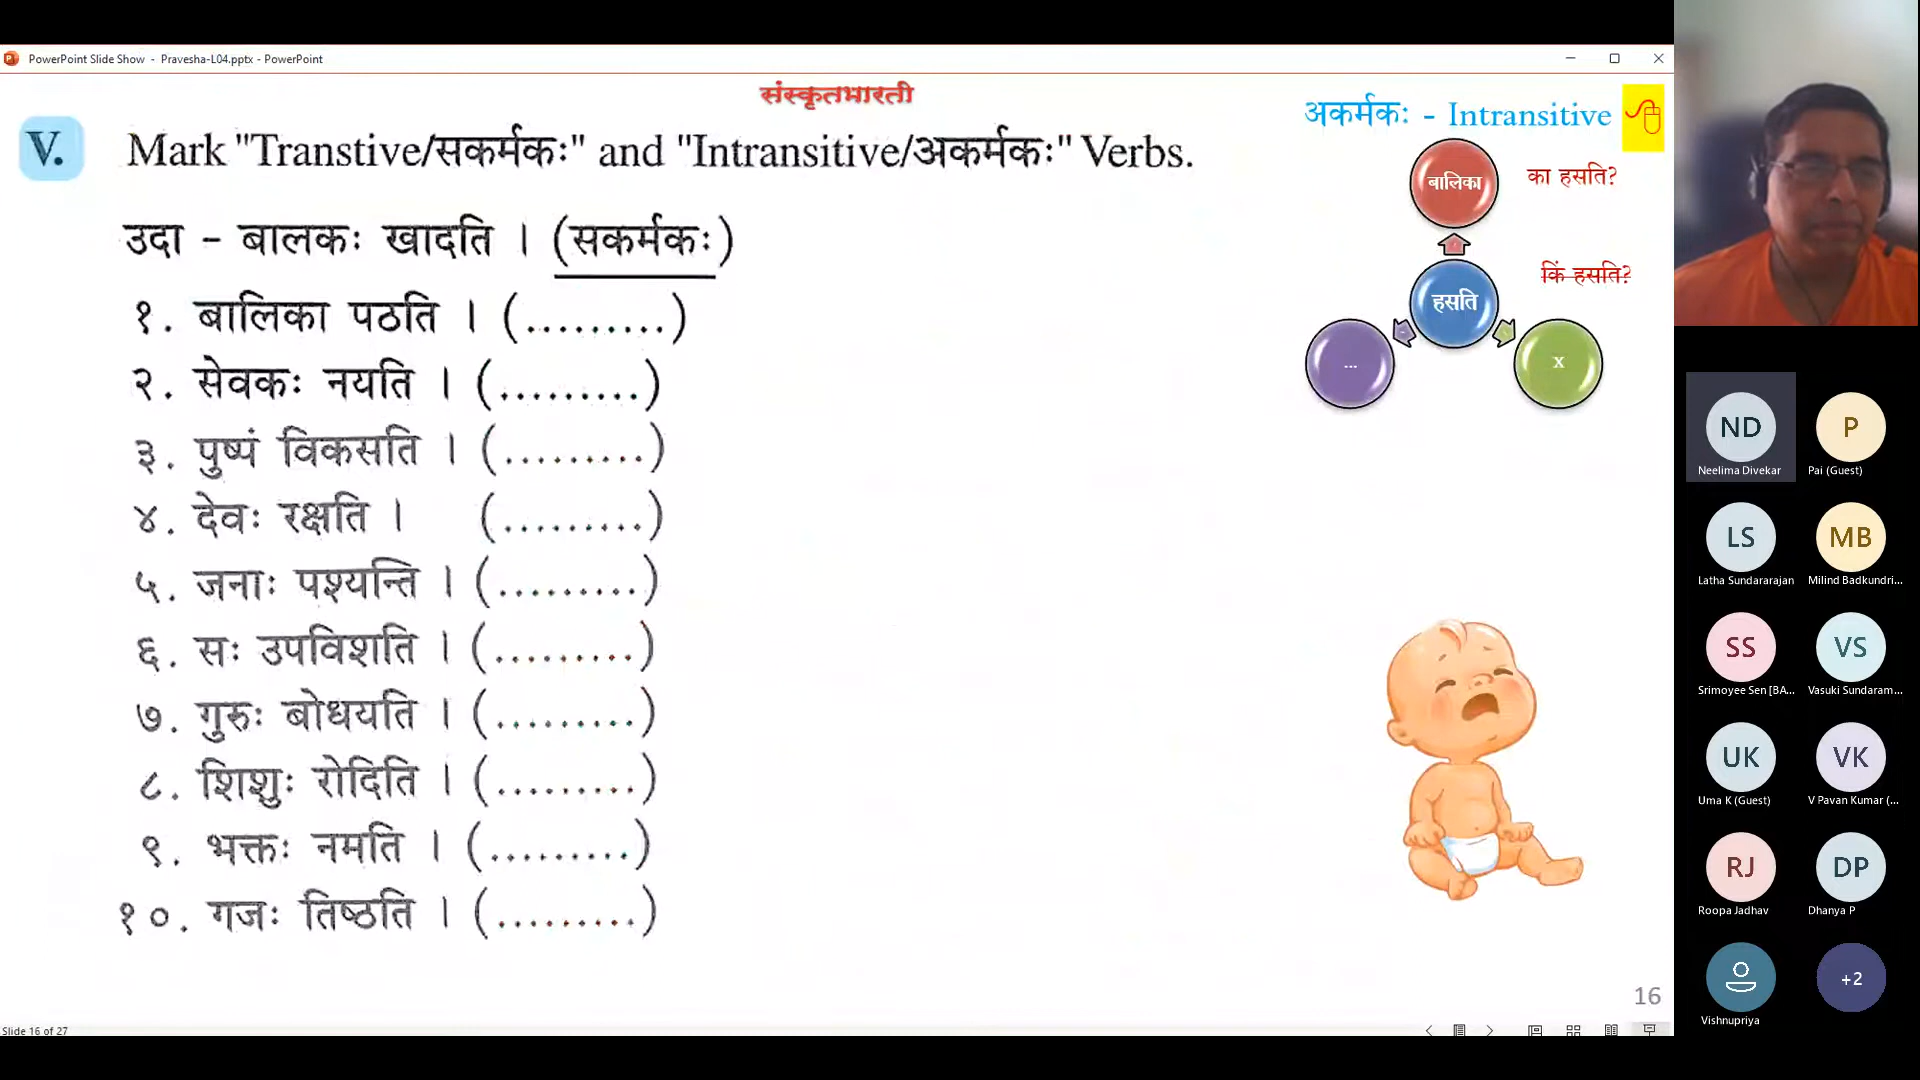 PowerPoint Slide Show - Pravesha-L04.pptx - PowerPoint
संस्कृतभारती
अकर्मकः - Intransitive
V. Mark "Transtive/सकर्मकः" and "Intransitive/अकर्मकः" Verbs.
बालिका
का हसति?
किं हसति?
हसति
...
x
उदा - बालकः खादति । (सकर्मकः)
१. बालिका पठति । (.........)
२. सेवकः नयति । (.........)
३. पुष्पं विकसति । (.........)
४. देवः रक्षति । (.........)
५. जनाः पश्यन्ति । (.........)
६. सः उपविशति । (.........)
७. गुरुः बोधयति । (.........)
८. शिशुः रोदिति । (.........)
९. भक्तः नमति । (.........)
१०. गजः तिष्ठति । (.........)
16
Slide 16 of 27
ND P
Neelima Divekar Pai (Guest)
LS MB
Latha Sundararajan Milind Badkundri...
SS VS
Srimoyee Sen [BA... Vasuki Sundaram...
UK VK
Uma K (Guest) V Pavan Kumar (...
RJ DP
Roopa Jadhav Dhanya P
+2
Vishnupriya